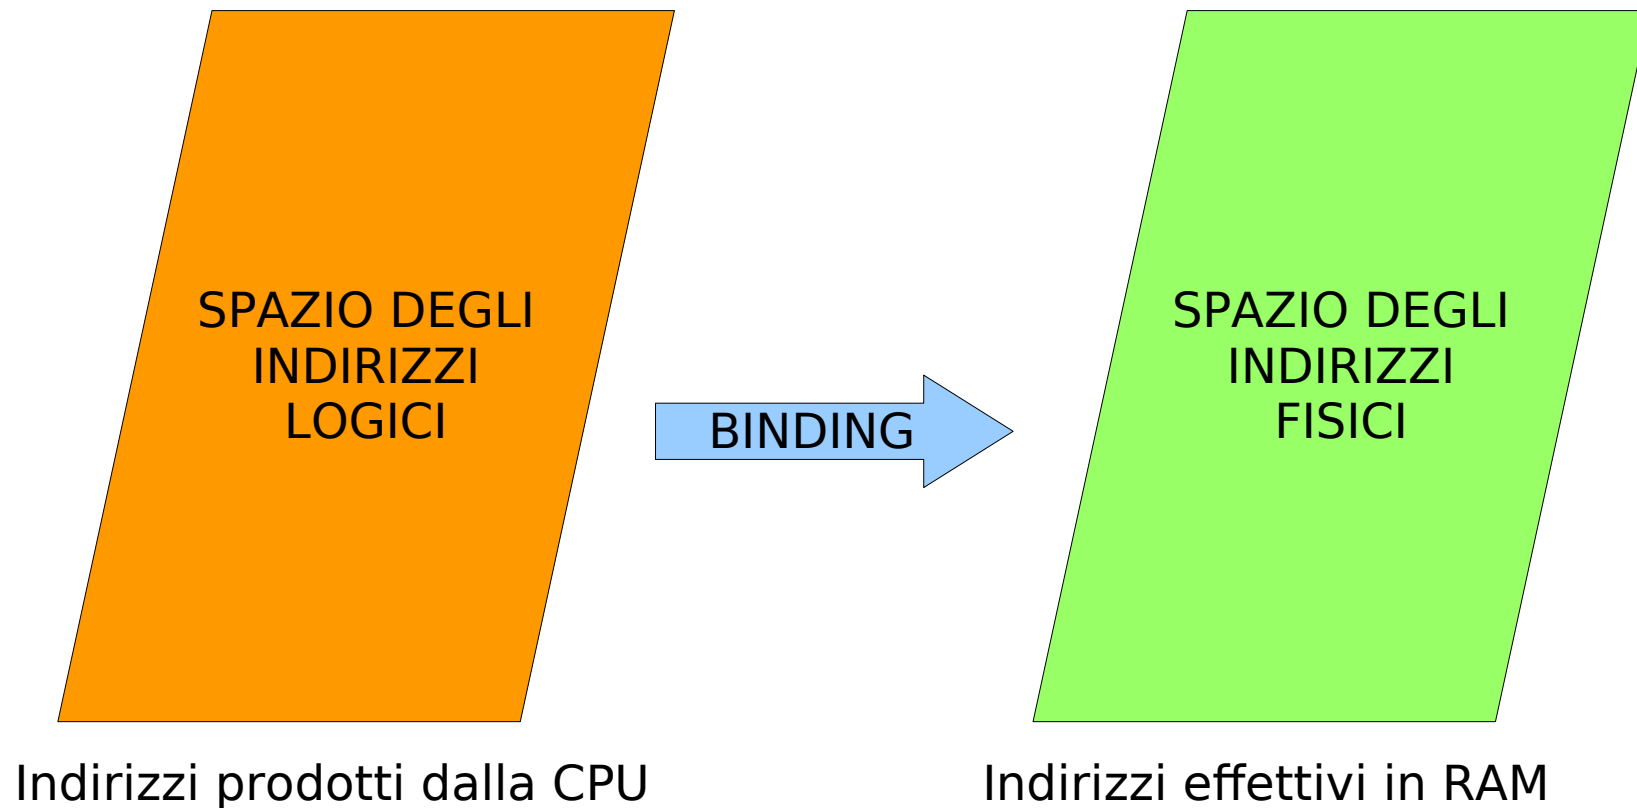 SPAZIO DEGLI
INDIRIZZI
LOGICI
BINDING
SPAZIO DEGLI
INDIRIZZI
FISICI
Indirizzi prodotti dalla CPU
Indirizzi effettivi in RAM